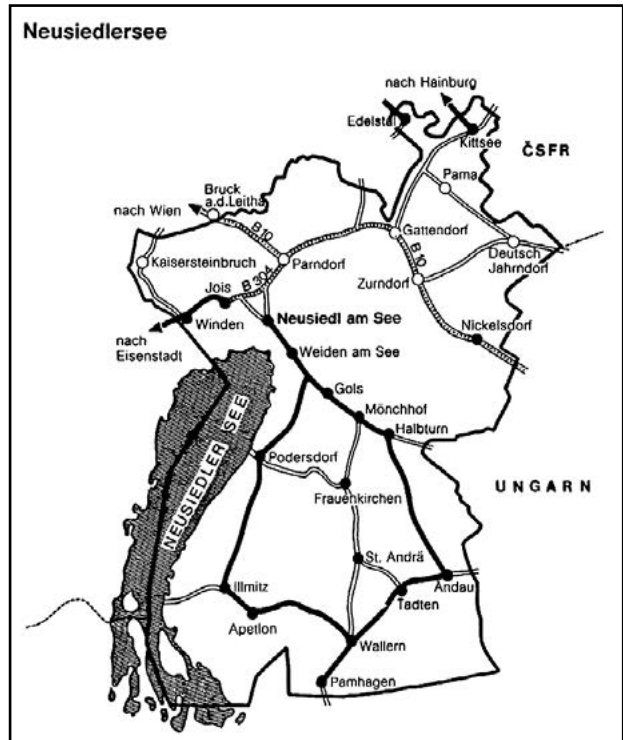 Neusiedlersee
nach Hainburg
Edelstal
Kittsee
ČSFR
Pama
Bruck
a.d.Leitha
nach Wien
B 10
Gattendorf
Kaisersteinbruch
Parndorf
B 10
Deutsch
Jahrndorf
Zurndorf
Jois
B 304
Neusiedl am See
Winden
nach
Eisenstadt
Nickelsdorf
Weiden am See
Gols
Mönchhof
Halbturn
NEUSIEDLER SEE
Podersdorf
UNGARN
Frauenkirchen
St. Andrä
Andau
Illmitz
Tadten
Apetlon
Wallern
Pamhagen